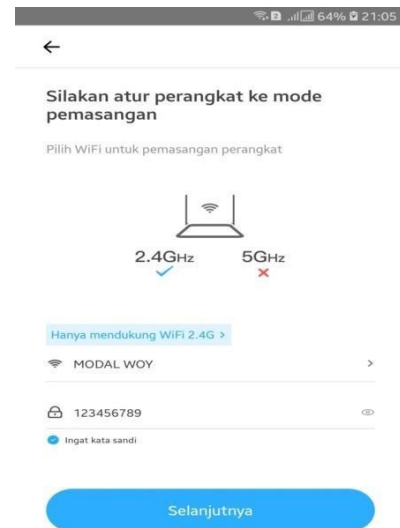 64% 21:05
Silakan atur perangkat ke mode
pemasangan
Pilih WiFi untuk pemasangan perangkat
2.4GHz 5GHz
Hanya mendukung WiFi 2.4G >
MODAL WOY >
123456789
Ingat kata sandi
Selanjutnya